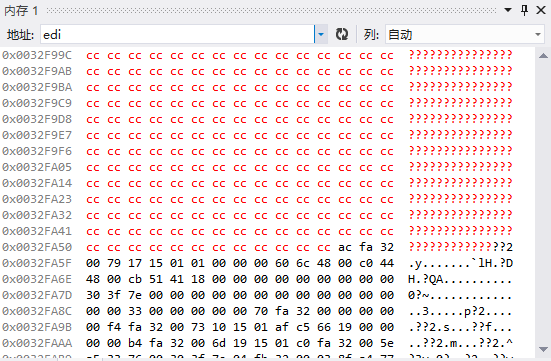 内存 1
地址: edi 列: 自动
0x0032F99C cc cc cc cc cc cc cc cc cc cc cc cc cc cc cc ???????????????
0x0032F9AB cc cc cc cc cc cc cc cc cc cc cc cc cc cc cc ???????????????
0x0032F9BA cc cc cc cc cc cc cc cc cc cc cc cc cc cc cc ???????????????
0x0032F9C9 cc cc cc cc cc cc cc cc cc cc cc cc cc cc cc ???????????????
0x0032F9D8 cc cc cc cc cc cc cc cc cc cc cc cc cc cc cc ???????????????
0x0032F9E7 cc cc cc cc cc cc cc cc cc cc cc cc cc cc cc ???????????????
0x0032F9F6 cc cc cc cc cc cc cc cc cc cc cc cc cc cc cc ???????????????
0x0032FA05 cc cc cc cc cc cc cc cc cc cc cc cc cc cc cc ???????????????
0x0032FA14 cc cc cc cc cc cc cc cc cc cc cc cc cc cc cc ???????????????
0x0032FA23 cc cc cc cc cc cc cc cc cc cc cc cc cc cc cc ???????????????
0x0032FA32 cc cc cc cc cc cc cc cc cc cc cc cc cc cc cc ???????????????
0x0032FA41 cc cc cc cc cc cc cc cc cc cc cc cc cc cc cc ???????????????
0x0032FA50 cc cc cc cc cc cc cc cc cc cc cc cc ac fa 32 ??????????????2
0x0032FA5F 00 79 17 15 01 01 00 00 00 60 6c 48 00 c0 44 .y.......`lH.?D
0x0032FA6E 48 00 cb 51 41 18 00 00 00 00 00 00 00 00 00 H.?QA..........
0x0032FA7D 30 3f 7e 00 00 00 00 00 00 00 00 00 00 00 00 0?~............
0x0032FA8C 00 00 33 00 00 00 00 00 70 fa 32 00 00 00 00 ..3.....p?2....
0x0032FA9B 00 f4 fa 32 00 73 10 15 01 af c5 66 19 00 00 .??2.s...??f...
0x0032FAAA 00 00 b4 fa 32 00 6d 19 15 01 c0 fa 32 00 5e ..??2.m...??2.^